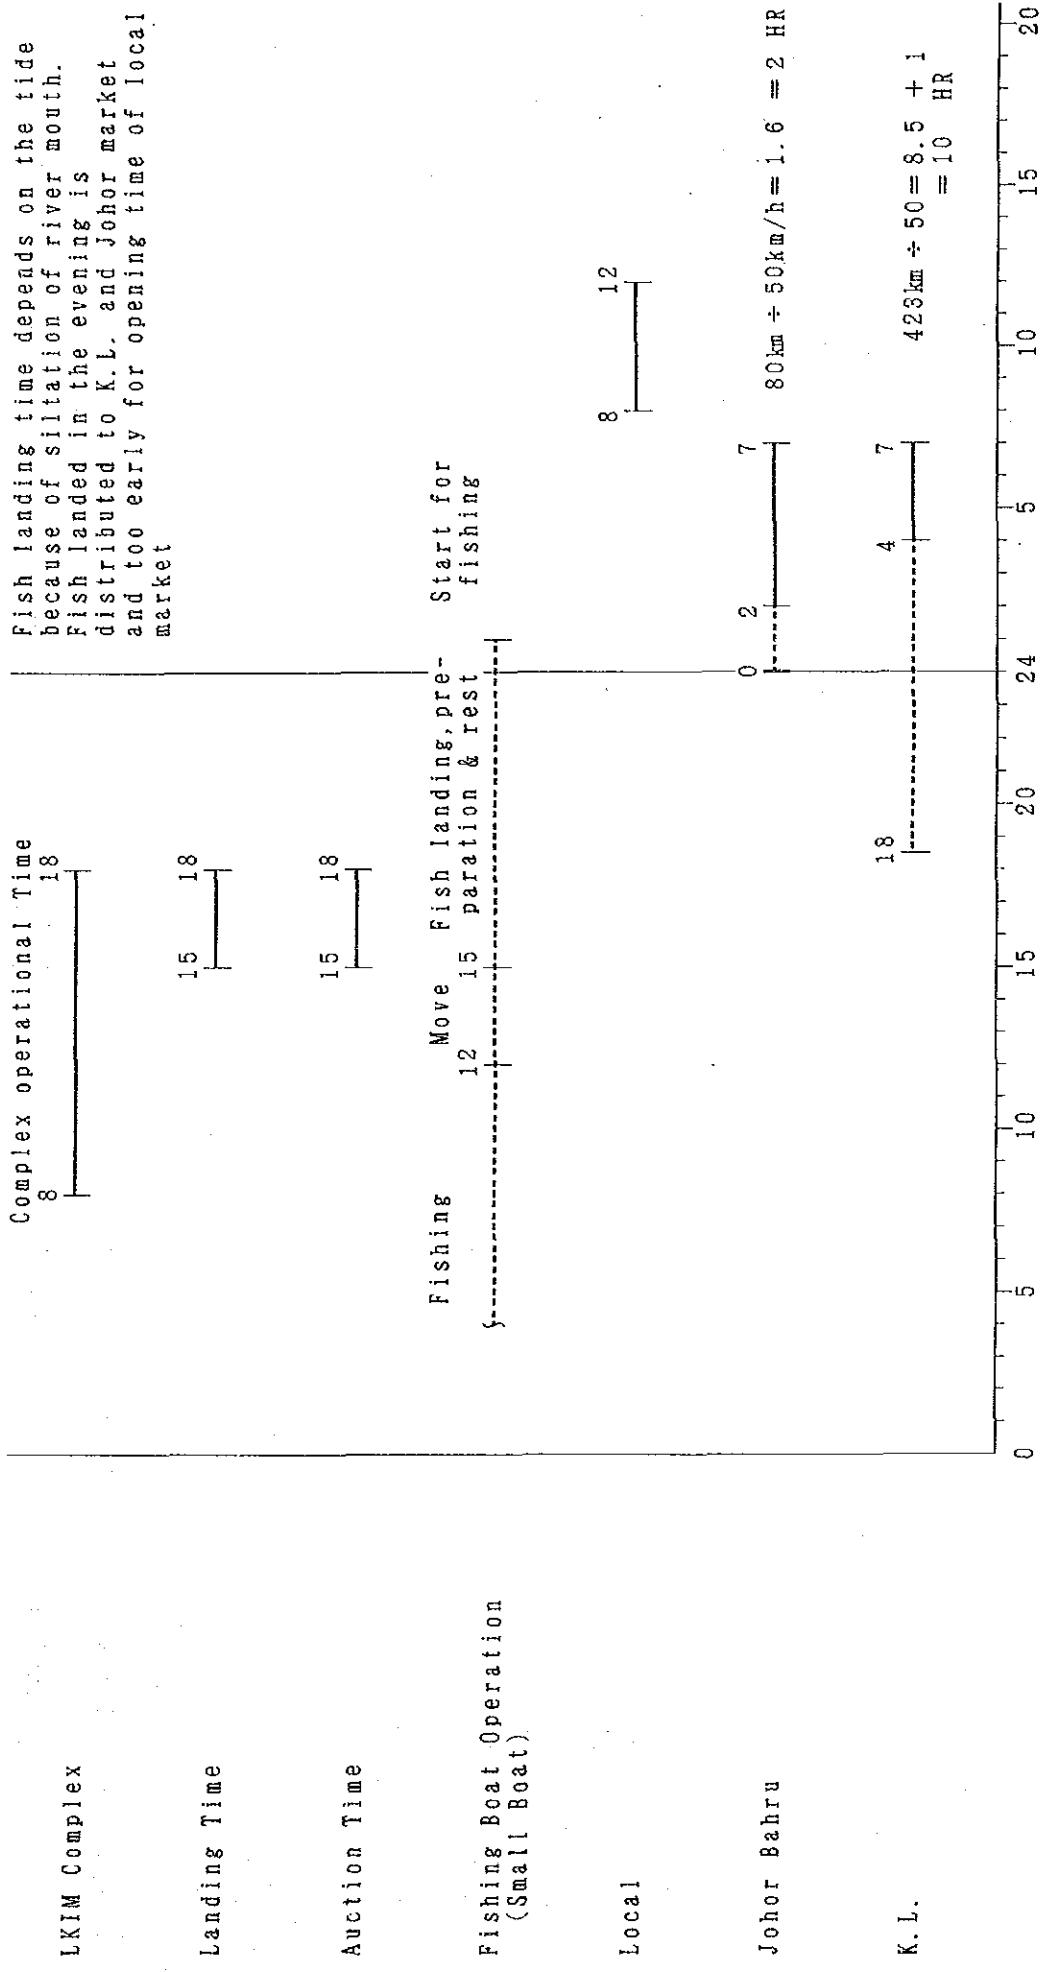 Complex operational Time
Fish landing time depends on the tide
because of siltation of river mouth.
Fish landed in the evening is
distributed to K.L. and Johor market
and too early for opening time of local
market
LKIM Complex
8 18
Landing Time
15 18
Auction Time
15 18
Fishing Boat Operation
(Small Boat)
Fishing
Move
Fish landing, pre-
paration & rest
Start for
fishing
12 15
Local
8 12
Johor Bahru
0 2 7
80km ÷ 50km/h = 1.6 = 2 HR
K.L.
18 4 7
423km ÷ 50 = 8.5 + 1
= 10 HR
0 5 10 15 20 24 5 10 15 20